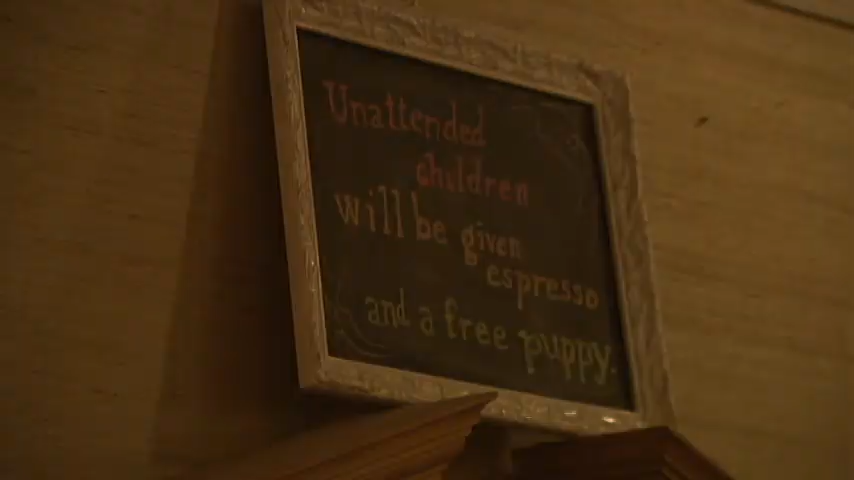 Unattended
children
will be given
espresso
and a free puppy.